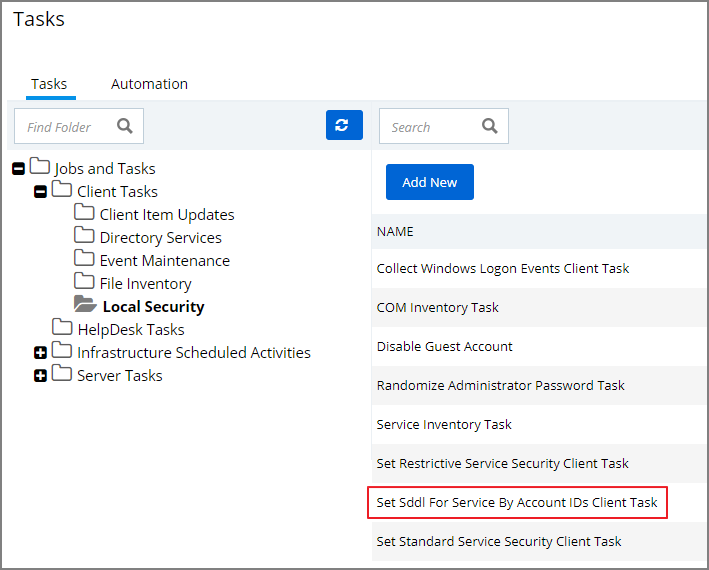 Tasks
Tasks
Automation
Find Folder
Search
Jobs and Tasks
Client Tasks
Client Item Updates
Directory Services
Event Maintenance
File Inventory
Local Security
HelpDesk Tasks
Infrastructure Scheduled Activities
Server Tasks
Add New
NAME
Collect Windows Logon Events Client Task
COM Inventory Task
Disable Guest Account
Randomize Administrator Password Task
Service Inventory Task
Set Restrictive Service Security Client Task
Set Sddl For Service By Account IDs Client Task
Set Standard Service Security Client Task